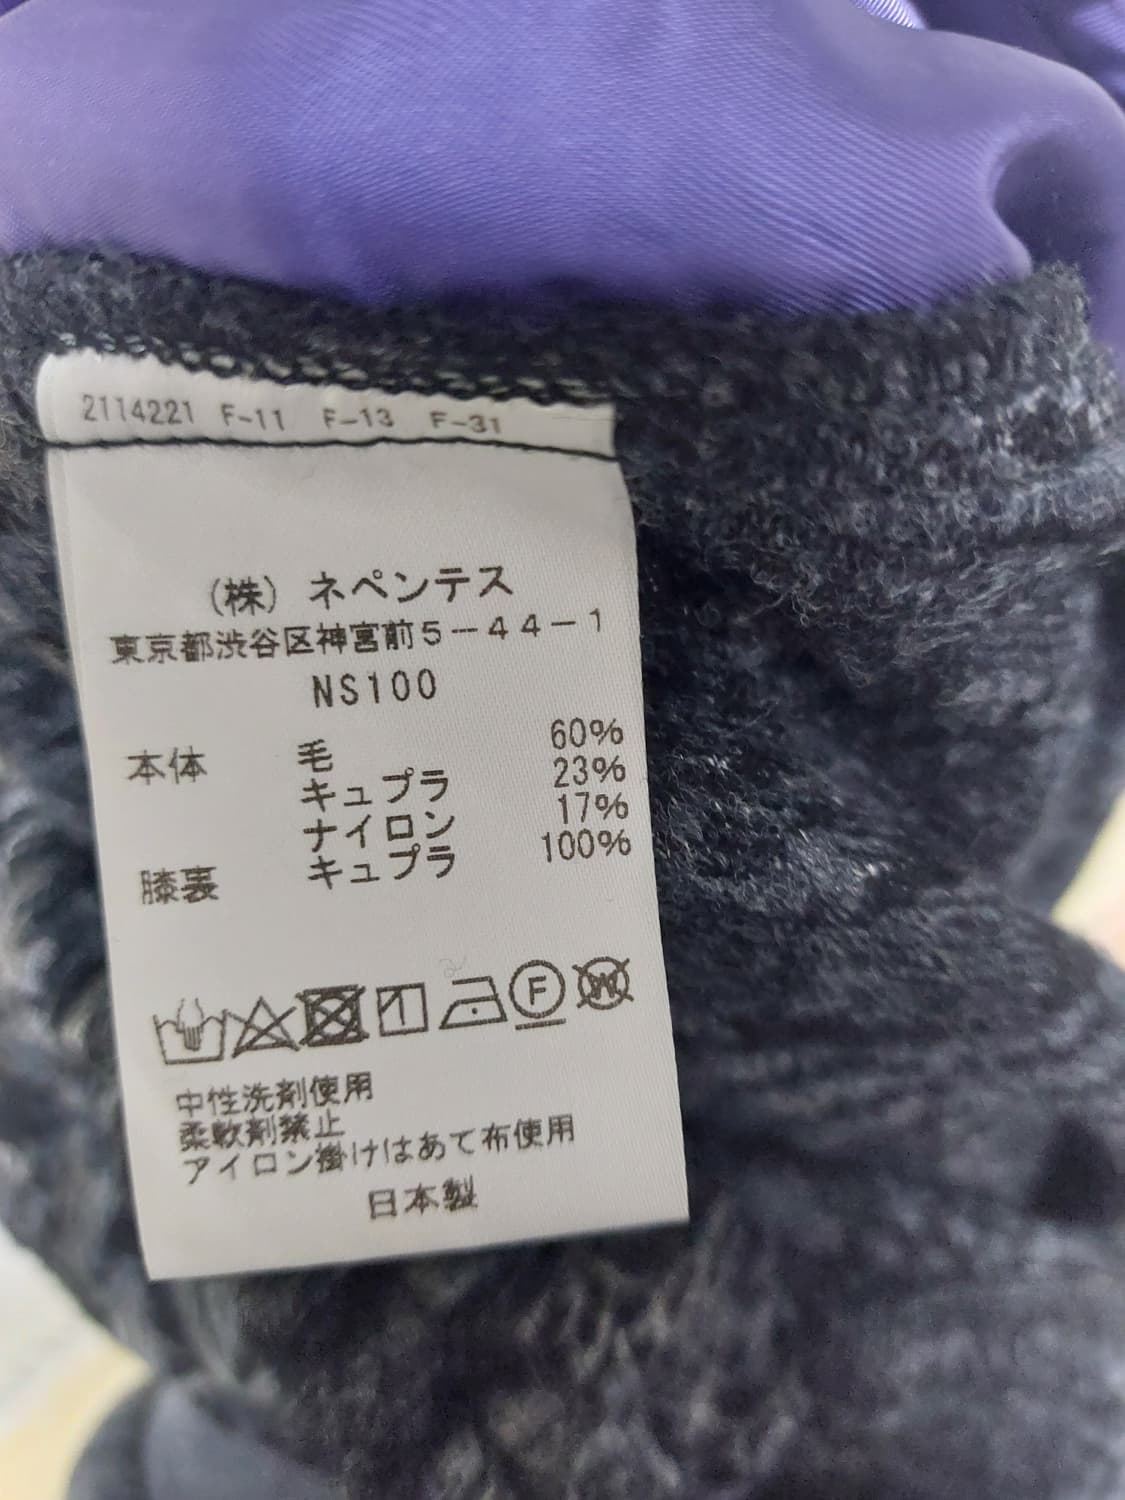 2114221 F-11 F-13 F-31
(株) ネペンテス
東京都渋谷区神宮前5-44-1
NS100
本体 毛 60%
キュプラ 23%
ナイロン 17%
膝裏 キュプラ 100%
F W
中性洗剤使用
柔軟剤禁止
アイロン掛けはあて布使用
日本製